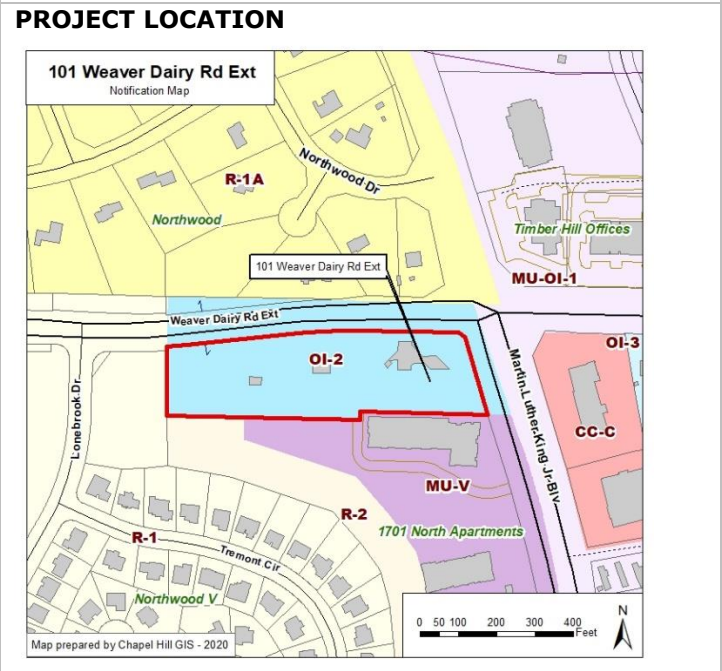 PROJECT LOCATION
101 Weaver Dairy Rd Ext
Notification Map
Northwood Dr
R-1A
Northwood
Timber Hill Offices
101 Weaver Dairy Rd Ext
MU-OI-1
1
Weaver Dairy Rd Ext
OI-3
OI-2
Lonebrook Dr
Martin Luther King Jr Blv
CC-C
MU-V
R-2
1701 North Apartments
R-1
Tremont Cir
Northwood V
N
0 50 100 200 300 400
Feet
Map prepared by Chapel Hill GIS - 2020